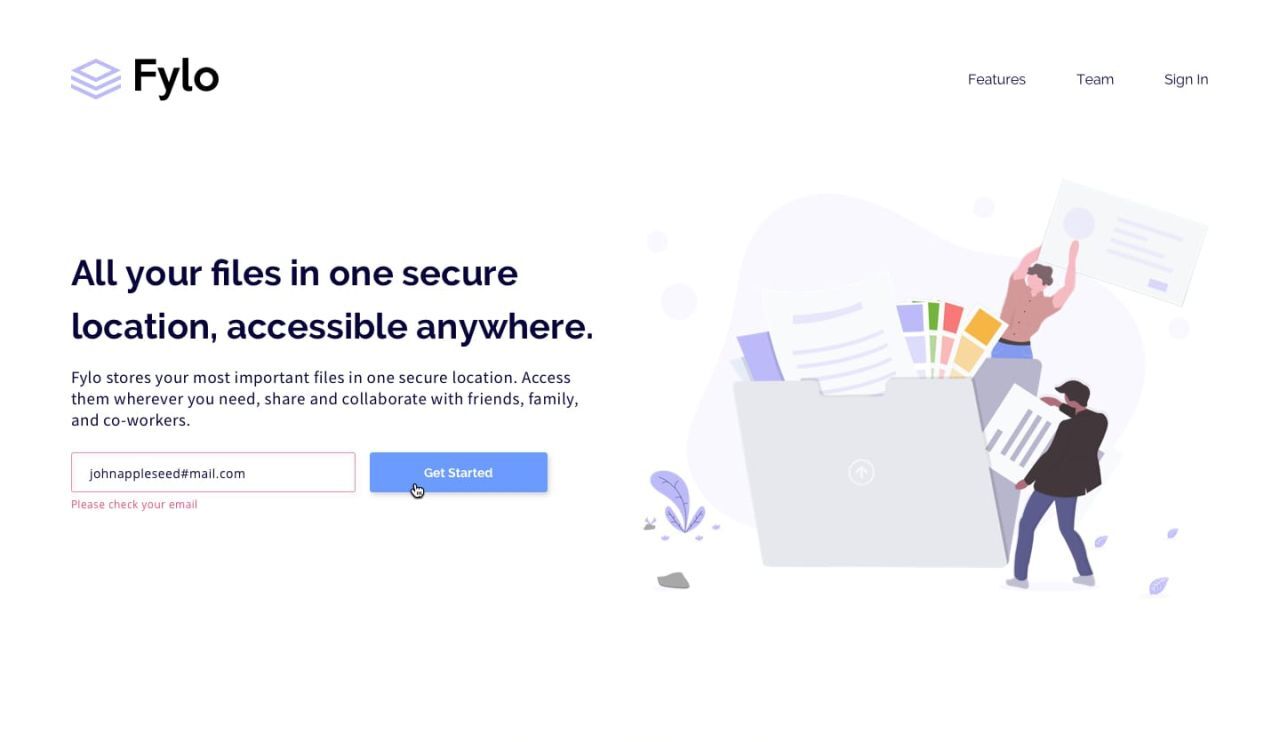 Fylo
Features
Team
Sign In
All your files in one secure
location, accessible anywhere.
Fylo stores your most important files in one secure location. Access
them wherever you need, share and collaborate with friends, family,
and co-workers.
johnappleseed#mail.com
Get Started
Please check your email